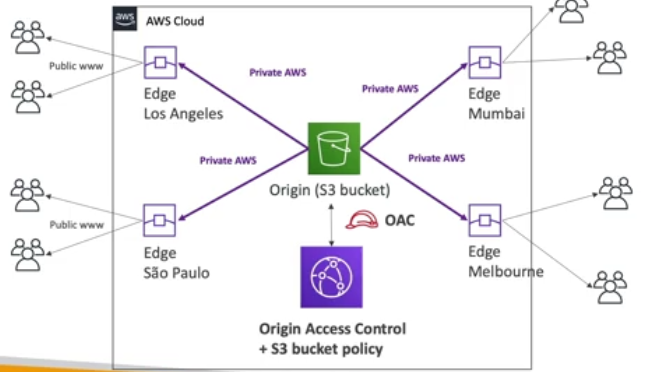 aws
AWS Cloud
Public www
Private AWS
Private AWS
Edge
Los Angeles
Edge
Mumbai
Private AWS
Private AWS
Origin (S3 bucket)
Public www
OAC
Edge
São Paulo
Edge
Melbourne
Origin Access Control
+ S3 bucket policy